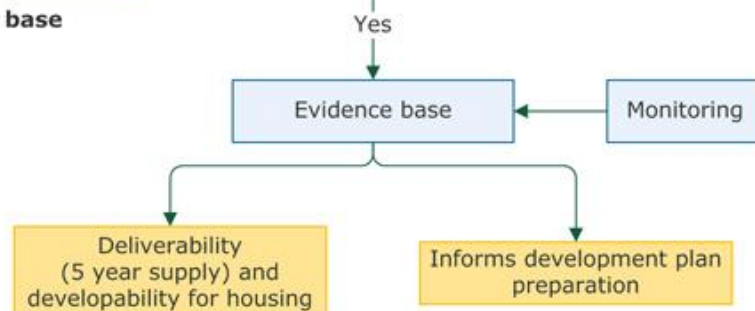 base
Yes
Evidence base
Monitoring
Deliverability
(5 year supply) and
developability for housing
Informs development plan
preparation